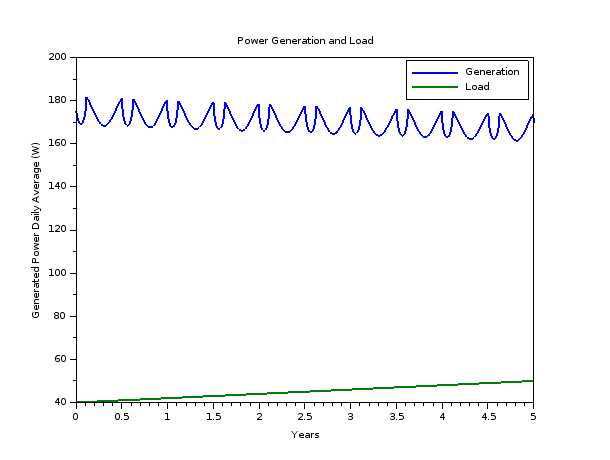 Power Generation and Load
Generation
Load
200
180
160
140
120
100
80
60
40
Generated Power Daily Average (W)
0 0.5 1 1.5 2 2.5 3 3.5 4 4.5 5
Years